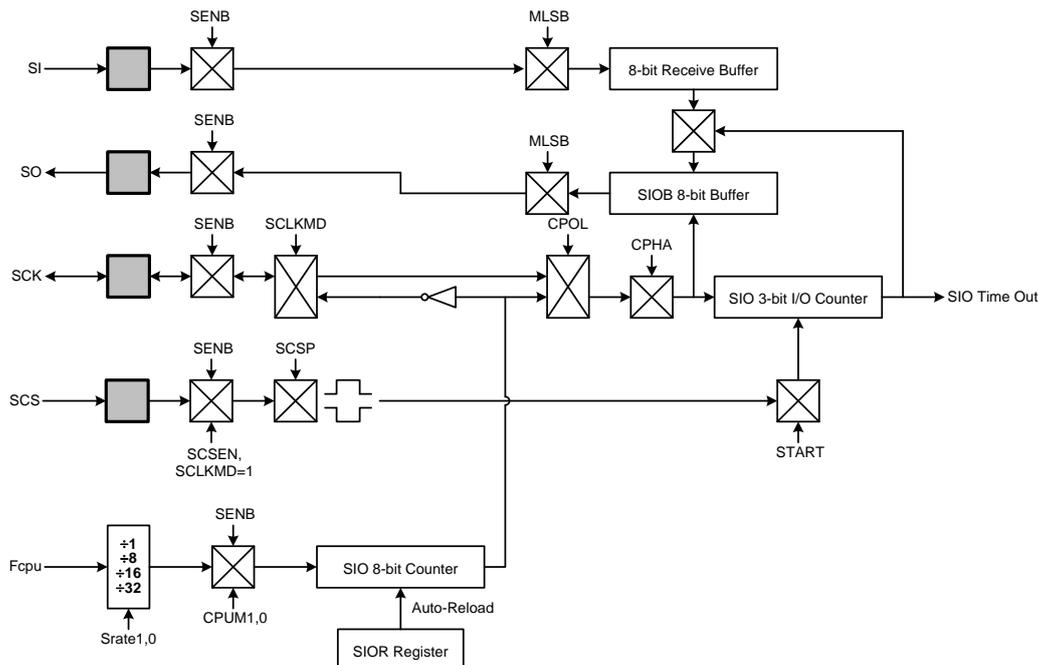 SENB
MLSB
SI
8-bit Receive Buffer
SENB
MLSB
SO
SIOB 8-bit Buffer
SENB
SCLKMD
CPOL
CPHA
SCK
SIO 3-bit I/O Counter
SIO Time Out
SENB
SCSP
SCS
SCSEN,
SCLKMD=1
START
SENB
Fcpu
÷1
÷8
÷16
÷32
SIO 8-bit Counter
Srate1,0
CPUM1,0
Auto-Reload
SIOR Register